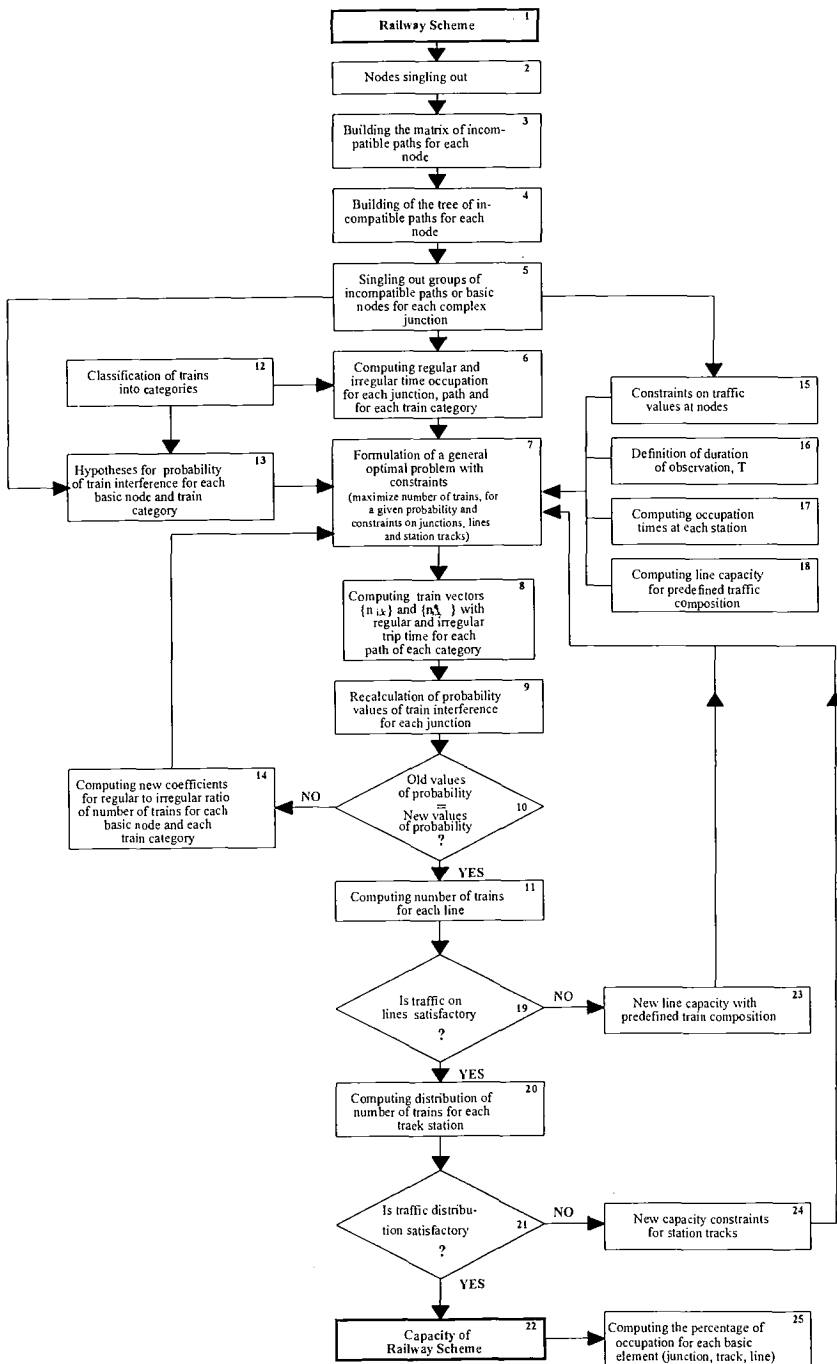 1
Railway Scheme
2
Nodes singling out
3
Building the matrix of incom-
patible paths for each
node
4
Building of the tree of in-
compatible paths for each
node
5
Singling out groups of
incompatible paths or basic
nodes for each complex
junction
12
Classification of trains
into categories
6
Computing regular and
irregular time occupation
for each junction, path and
for each train category
15
Constraints on traffic
values at nodes
13
Hypotheses for probability
of train interference for each
basic node and train
category
7
Formulation of a general
optimal problem with
constraints
(maximize number of trains, for
a given probability and
constraints on junctions, lines
and station tracks)
16
Definition of duration
of observation, T
17
Computing occupation
times at each station
18
Computing line capacity
for predefined traffic
composition
8
Computing train vectors
and with
regular and irregular
trip time for each
path of each category
9
Recalculation of probability
values of train interference
for each junction
14
Computing new coefficients
for regular to irregular ratio
of number of trains for each
basic node and each
train category
NO
Old values
of probability
=
10
New values
of probability
?
YES
11
Computing number of trains
for each line
Is traffic on
lines satisfactory
19
?
NO
23
New line capacity with
predefined train composition
YES
20
Computing distribution of
number of trains for each
track station
Is traffic distribu-
tion satisfactory
21
?
NO
24
New capacity constraints
for station tracks
YES
22
Capacity of
Railway Scheme
25
Computing the percentage of
occupation for each basic
element (junction, track, line)